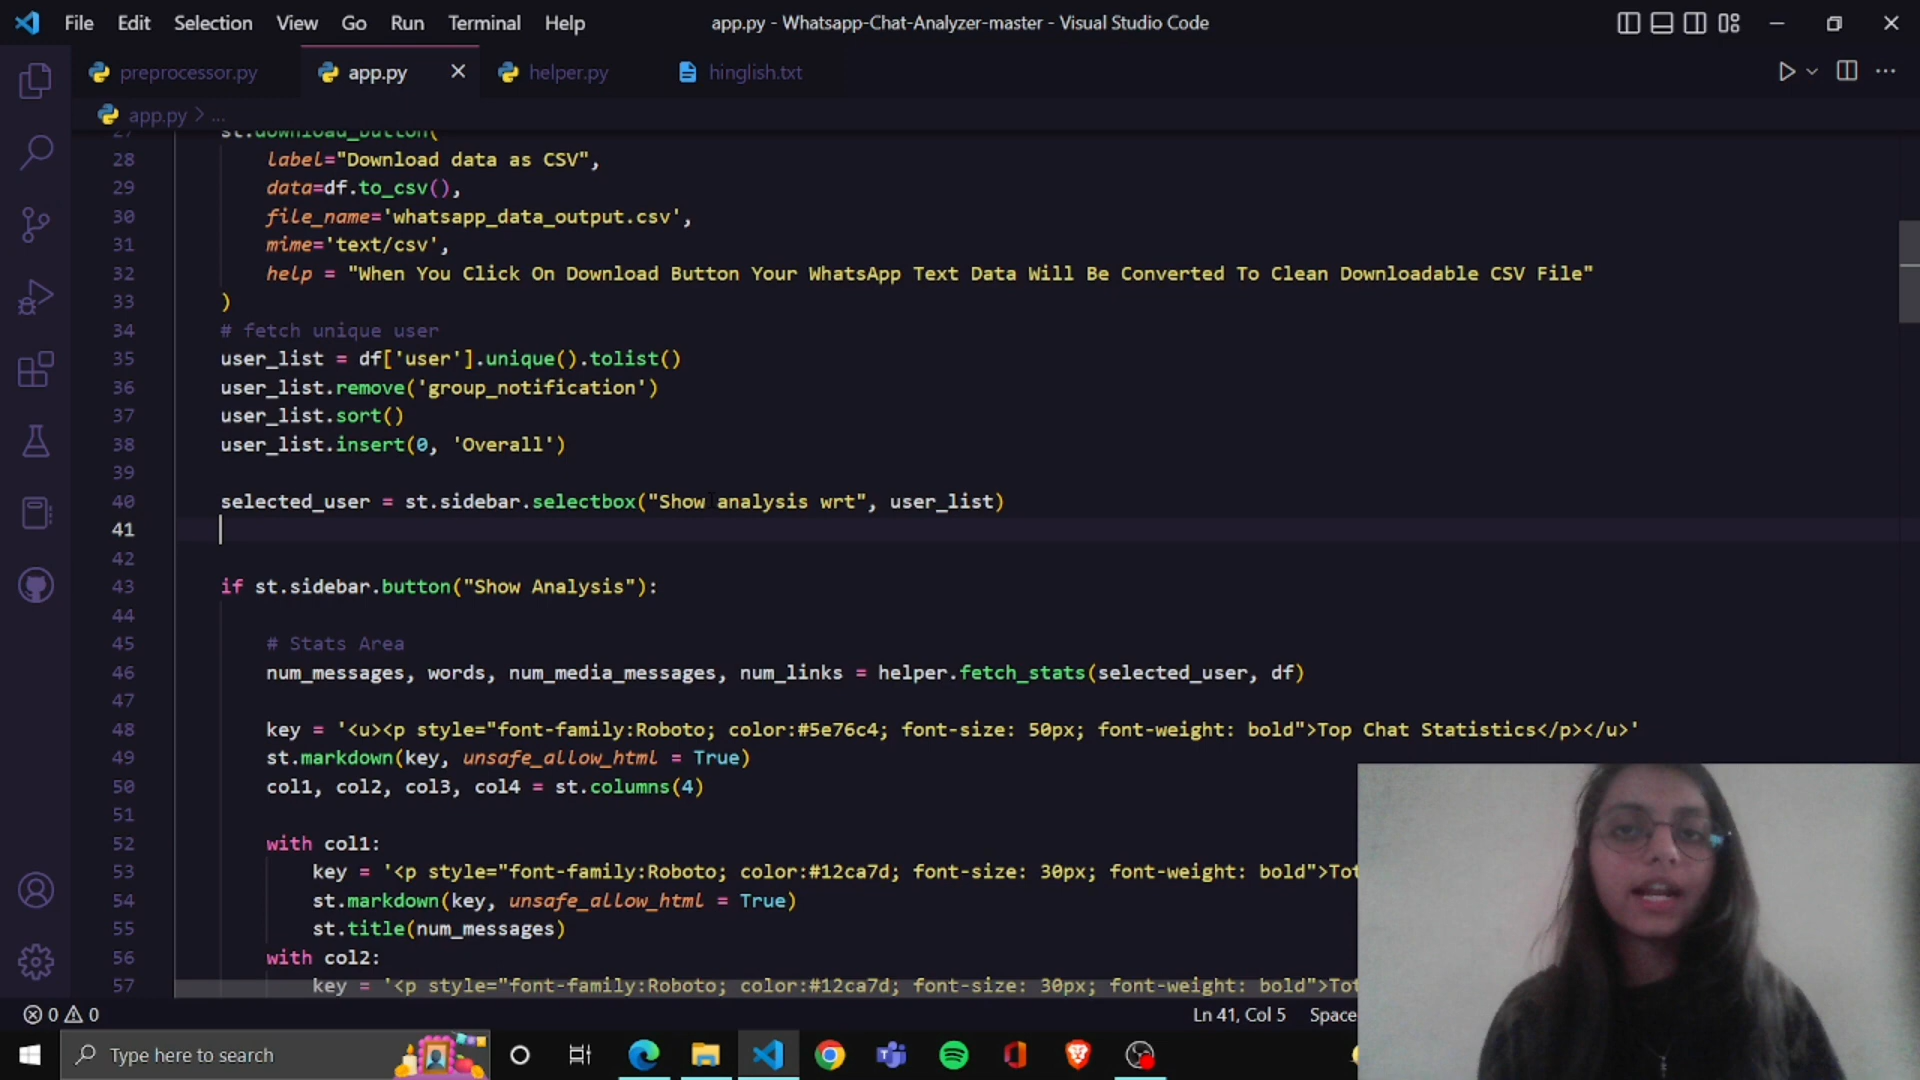 File Edit Selection View Go Run Terminal Help
app.py - Whatsapp-Chat-Analyzer-master - Visual Studio Code
preprocessor.py
app.py
helper.py
hinglish.txt
app.py > ...
27 st.download_button(
28 label="Download data as CSV",
29 data=df.to_csv(),
30 file_name='whatsapp_data_output.csv',
31 mime='text/csv',
32 help = "When You Click On Download Button Your WhatsApp Text Data Will Be Converted To Clean Downloadable CSV File"
33 )
34 # fetch unique user
35 user_list = df['user'].unique().tolist()
36 user_list.remove('group_notification')
37 user_list.sort()
38 user_list.insert(0, 'Overall')
39
40 selected_user = st.sidebar.selectbox("Show analysis wrt", user_list)
41
42
43 if st.sidebar.button("Show Analysis"):
44
45 # Stats Area
46 num_messages, words, num_media_messages, num_links = helper.fetch_stats(selected_user, df)
47
48 key = '<u><p style="font-family:Roboto; color:#5e76c4; font-size: 50px; font-weight: bold">Top Chat Statistics</p></u>'
49 st.markdown(key, unsafe_allow_html = True)
50 col1, col2, col3, col4 = st.columns(4)
51
52 with col1:
53 key = '<p style="font-family:Roboto; color:#12ca7d; font-size: 30px; font-weight: bold">Tot
54 st.markdown(key, unsafe_allow_html = True)
55 st.title(num_messages)
56 with col2:
57 key = '<p style="font-family:Roboto; color:#12ca7d; font-size: 30px; font-weight: bold">Tot
0 0
Ln 41, Col 5 Space
Type here to search